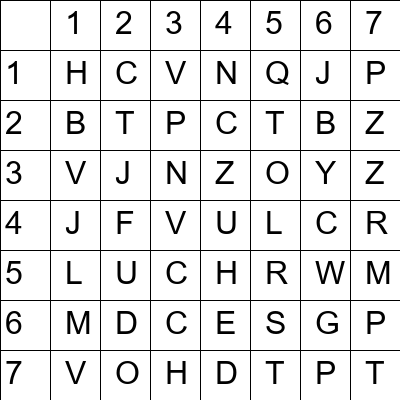 1 2 3 4 5 6 7
1 H C V N Q J P
2 B T P C T B Z
3 V J N Z O Y Z
4 J F V U L C R
5 L U C H R W M
6 M D C E S G P
7 V O H D T P T